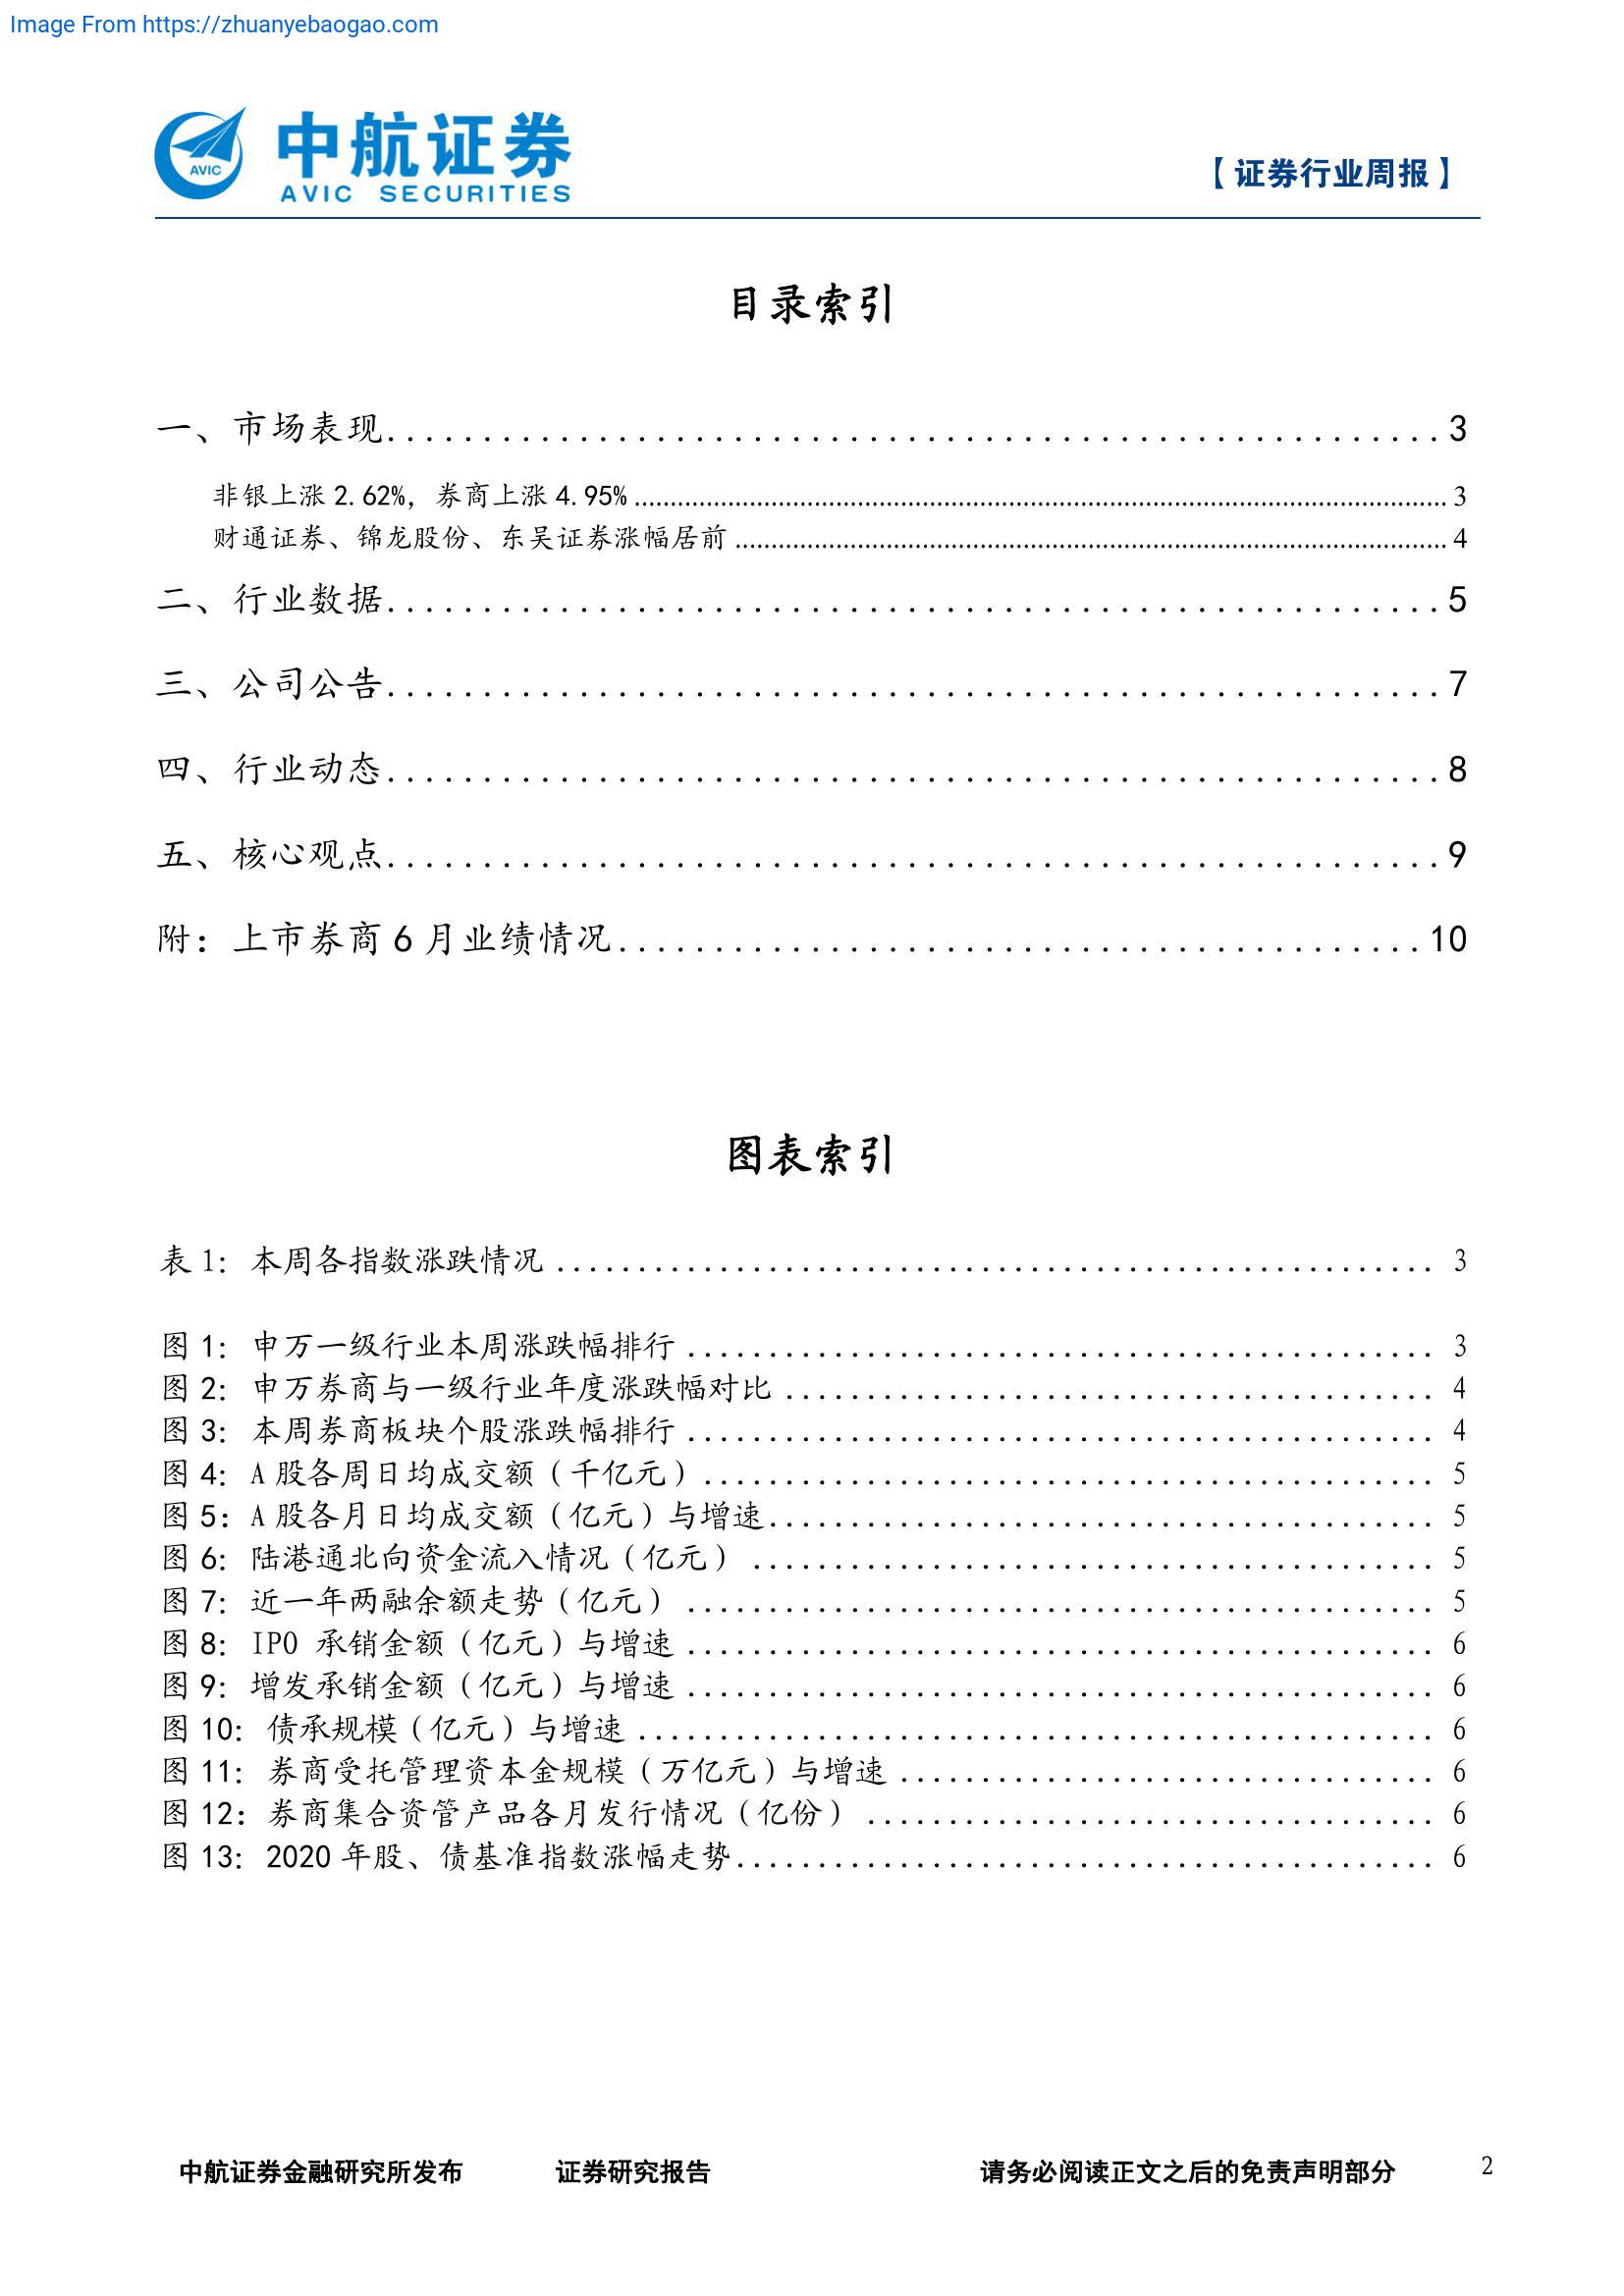 Image From https://zhuanyebaogao.com
AVIC
中航证券
AVIC SECURITIES
【证券行业周报】
目录索引
一、市场表现........................................................3
非银上涨 2.62%，券商上涨 4.95%........................................................3
财通证券、锦龙股份、东吴证券涨幅居前........................................................4
二、行业数据........................................................5
三、公司公告........................................................7
四、行业动态........................................................8
五、核心观点........................................................9
附：上市券商 6 月业绩情况...........................................10
图表索引
表 1：本周各指数涨跌情况 ...................................................... 3
图 1：申万一级行业本周涨跌幅排行 .............................................. 3
图 2：申万券商与一级行业年度涨跌幅对比 ........................................ 4
图 3：本周券商板块个股涨跌幅排行 .............................................. 4
图 4：A 股各周日均成交额（千亿元）............................................. 5
图 5：A 股各月日均成交额（亿元）与增速......................................... 5
图 6：陆港通北向资金流入情况（亿元） .......................................... 5
图 7：近一年两融余额走势（亿元） .............................................. 5
图 8：IPO 承销金额（亿元）与增速 .............................................. 6
图 9：增发承销金额（亿元）与增速 .............................................. 6
图 10：债承规模（亿元）与增速 ................................................. 6
图 11：券商受托管理资本金规模（万亿元）与增速 ................................. 6
图 12：券商集合资管产品各月发行情况（亿份） ................................... 6
图 13：2020 年股、债基准指数涨幅走势........................................... 6
中航证券金融研究所发布 证券研究报告 请务必阅读正文之后的免责声明部分 2